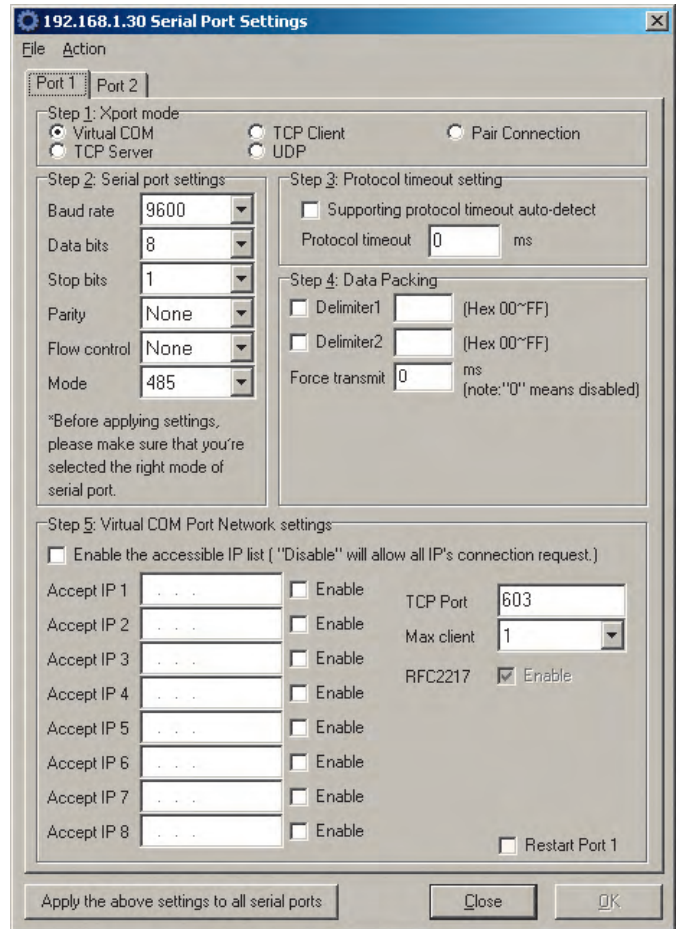 192.168.1.30 Serial Port Settings
File Action
Port 1 Port 2
Step 1: Xport mode
Virtual COM TCP Client Pair Connection
TCP Server UDP
Step 2: Serial port settings
Baud rate 9600
Data bits 8
Stop bits 1
Parity None
Flow control None
Mode 485
*Before applying settings,
please make sure that you're
selected the right mode of
serial port.
Step 3: Protocol timeout setting
Supporting protocol timeout auto-detect
Protocol timeout 0 ms
Step 4: Data Packing
Delimiter1 (Hex 00~FF)
Delimiter2 (Hex 00~FF)
Force transmit 0 ms
(note:"0" means disabled)
Step 5: Virtual COM Port Network settings
Enable the accessible IP list ( "Disable" will allow all IP's connection request.)
Accept IP 1 . . . Enable
Accept IP 2 . . . Enable
Accept IP 3 . . . Enable
Accept IP 4 . . . Enable
Accept IP 5 . . . Enable
Accept IP 6 . . . Enable
Accept IP 7 . . . Enable
Accept IP 8 . . . Enable
TCP Port 603
Max client 1
RFC2217 Enable
Restart Port 1
Apply the above settings to all serial ports Close OK